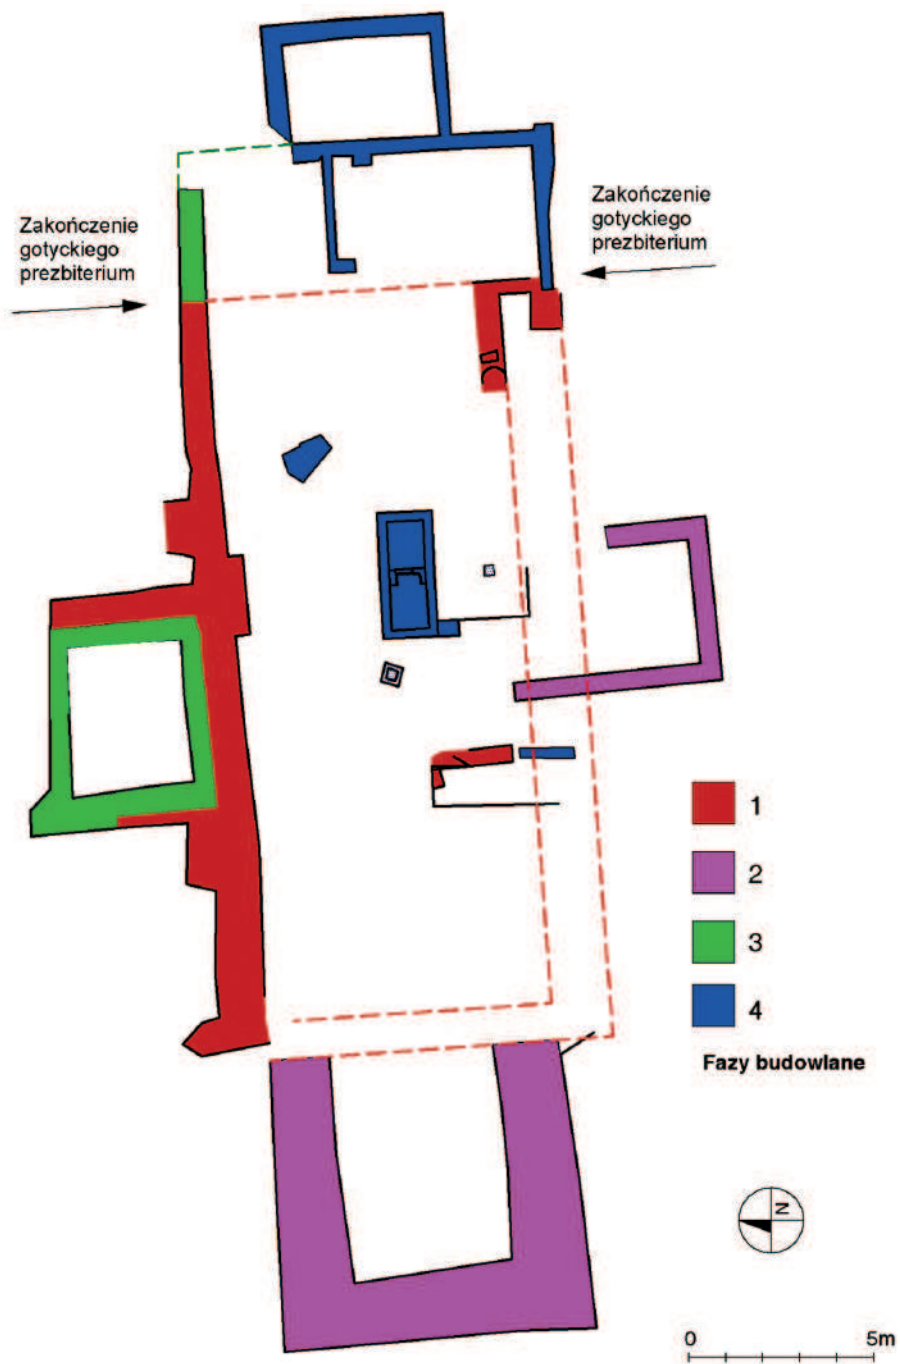 Zakończenie
gotyckiego
prezbiterium
Zakończenie
gotyckiego
prezbiterium
1
2
3
4
Fazy budowlane
N
0 5m